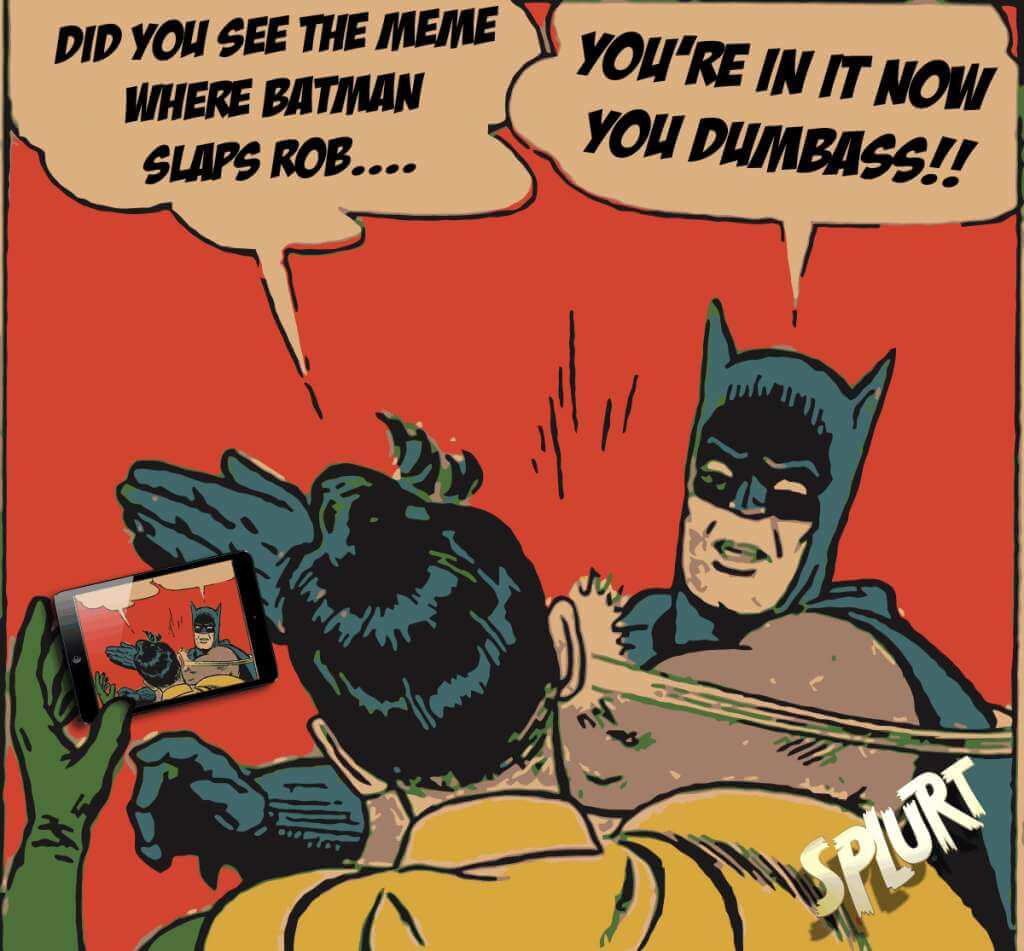 DID YOU SEE THE MEME
WHERE BATMAN
SLAPS ROB....
YOU'RE IN IT NOW
YOU DUMBASS!!
SPLURT